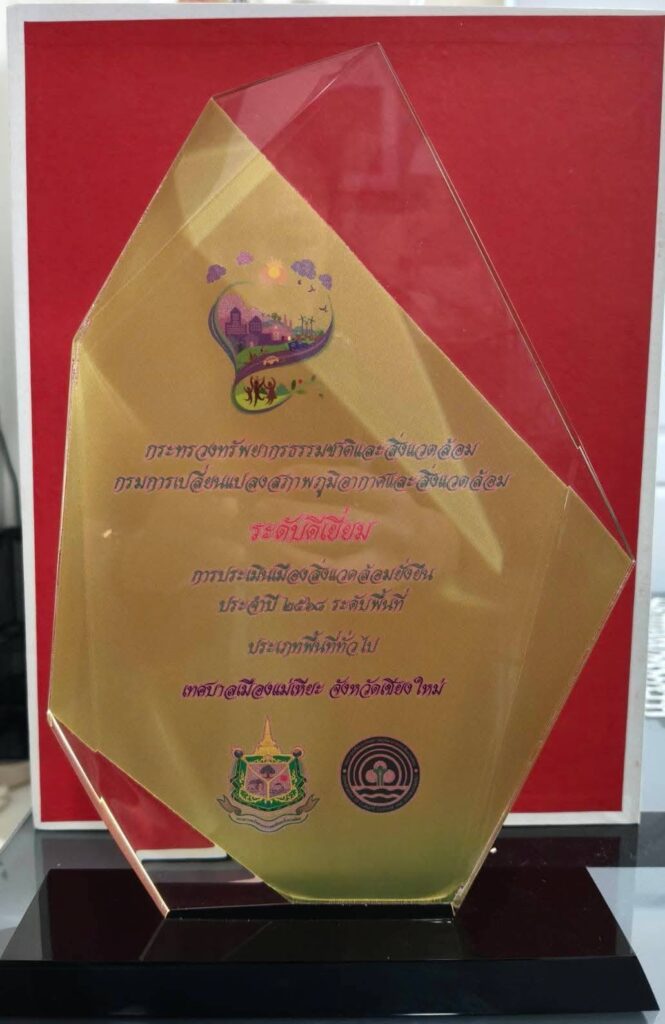 กระทรวงทรัพยากรธรรมชาติและสิ่งแวดล้อม
กรมการเปลี่ยนแปลงสภาพภูมิอากาศและสิ่งแวดล้อม
ระดับดีเยี่ยม
การประเมินเมืองสิ่งแวดล้อมยั่งยืน
ประจำปี ๒๕๖๘ ระดับพื้นที่
ประเภทพื้นที่ทั่วไป
เทศบาลเมืองแม่เหียะ จังหวัดเชียงใหม่